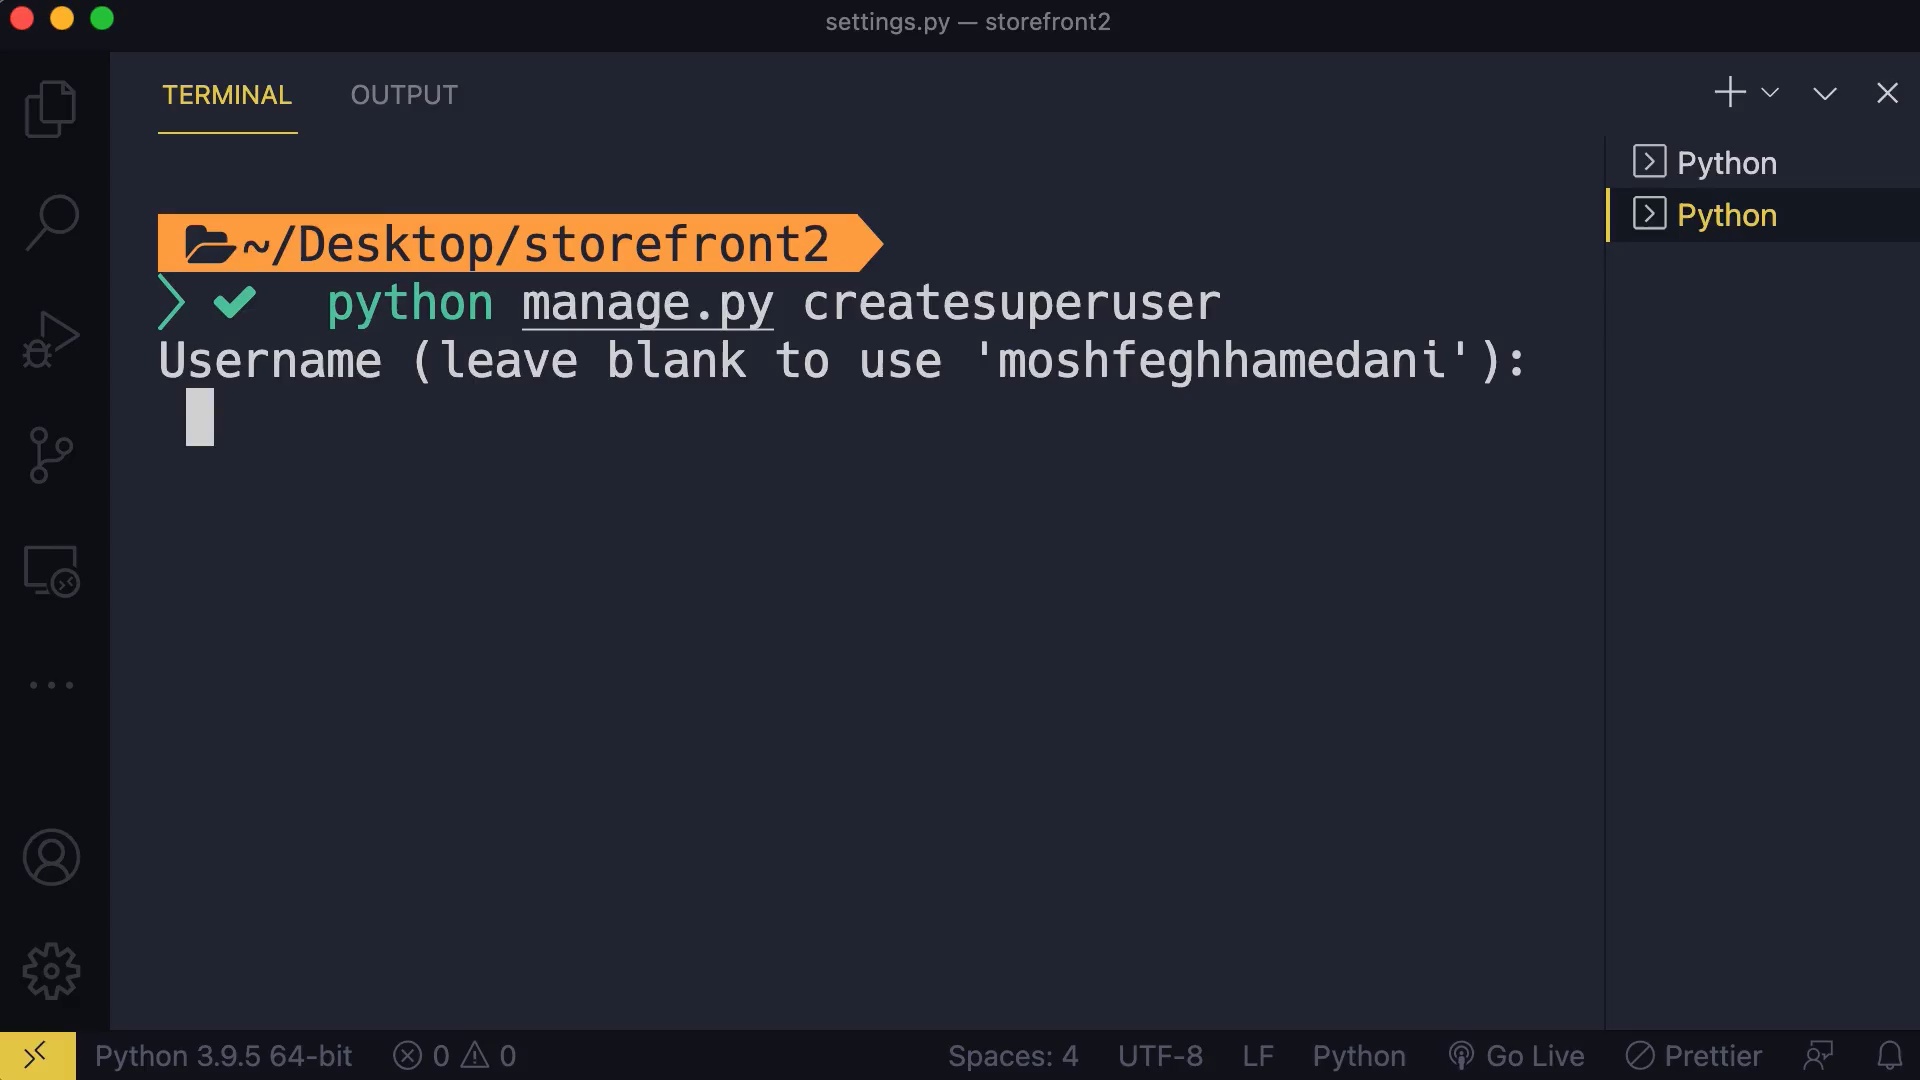 settings.py — storefront2
TERMINAL OUTPUT
Python
Python
~/Desktop/storefront2
python manage.py createsuperuser
Username (leave blank to use 'moshfeghhamedani'):
Python 3.9.5 64-bit 0 0 Spaces: 4 UTF-8 LF Python Go Live Prettier